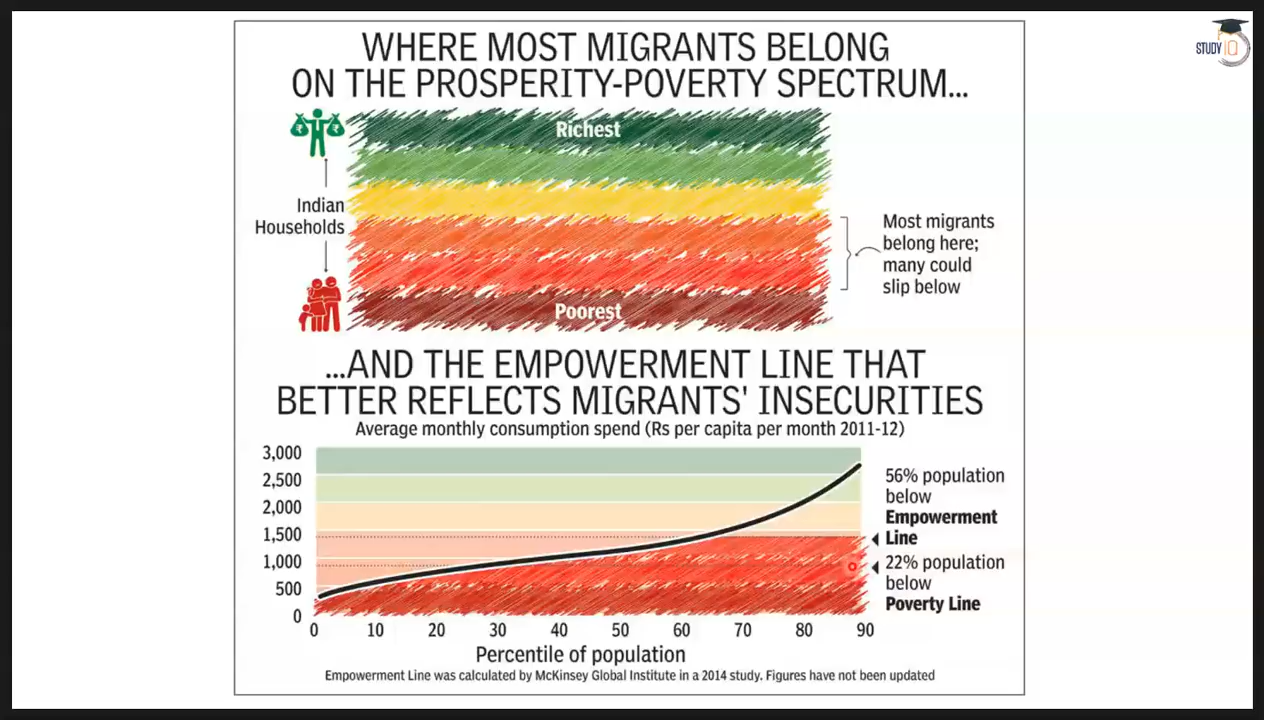 STUDY IQ
WHERE MOST MIGRANTS BELONG
ON THE PROSPERITY-POVERTY SPECTRUM...
Richest
Indian
Households
Most migrants
belong here;
many could
slip below
Poorest
...AND THE EMPOWERMENT LINE THAT
BETTER REFLECTS MIGRANTS' INSECURITIES
Average monthly consumption spend (Rs per capita per month 2011-12)
3,000
2,500
2,000
1,500
1,000
500
0
56% population
below
Empowerment
Line
22% population
below
Poverty Line
0 10 20 30 40 50 60 70 80 90
Percentile of population
Empowerment Line was calculated by McKinsey Global Institute in a 2014 study. Figures have not been updated